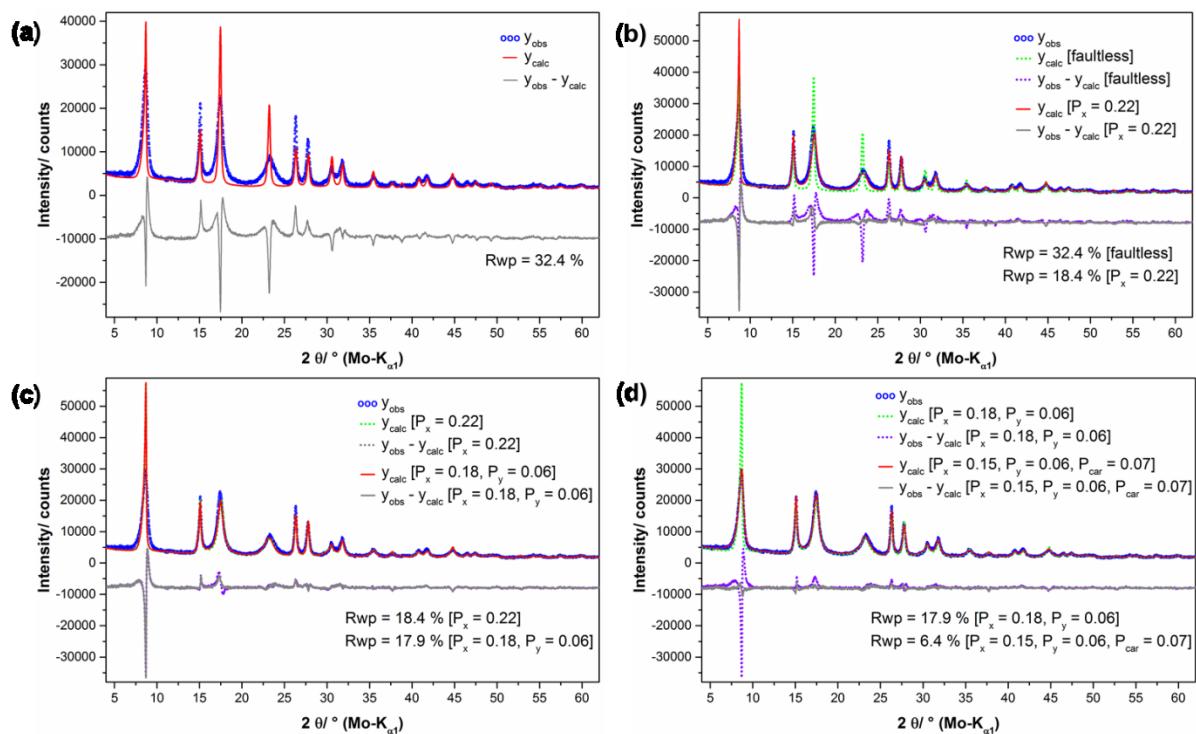 (a)
40000
30000
20000
10000
0
-10000
-20000
Intensity/ counts
ooo y_obs
y_calc
y_obs - y_calc
Rwp = 32.4 %
5 10 15 20 25 30 35 40 45 50 55 60
2 θ/ ° (Mo-K_α1)
(b)
50000
40000
30000
20000
10000
0
-10000
-20000
-30000
Intensity/ counts
ooo y_obs
y_calc [faultless]
y_obs - y_calc [faultless]
y_calc [P_x = 0.22]
y_obs - y_calc [P_x = 0.22]
Rwp = 32.4 % [faultless]
Rwp = 18.4 % [P_x = 0.22]
5 10 15 20 25 30 35 40 45 50 55 60
2 θ/ ° (Mo-K_α1)
(c)
50000
40000
30000
20000
10000
0
-10000
-20000
-30000
Intensity/ counts
ooo y_obs
y_calc [P_x = 0.22]
y_obs - y_calc [P_x = 0.22]
y_calc [P_x = 0.18, P_y = 0.06]
y_obs - y_calc [P_x = 0.18, P_y = 0.06]
Rwp = 18.4 % [P_x = 0.22]
Rwp = 17.9 % [P_x = 0.18, P_y = 0.06]
5 10 15 20 25 30 35 40 45 50 55 60
2 θ/ ° (Mo-K_α1)
(d)
50000
40000
30000
20000
10000
0
-10000
-20000
-30000
Intensity/ counts
ooo y_obs
y_calc [P_x = 0.18, P_y = 0.06]
y_obs - y_calc [P_x = 0.18, P_y = 0.06]
y_calc [P_x = 0.15, P_y = 0.06, P_car = 0.07]
y_obs - y_calc [P_x = 0.15, P_y = 0.06, P_car = 0.07]
Rwp = 17.9 % [P_x = 0.18, P_y = 0.06]
Rwp = 6.4 % [P_x = 0.15, P_y = 0.06, P_car = 0.07]
5 10 15 20 25 30 35 40 45 50 55 60
2 θ/ ° (Mo-K_α1)